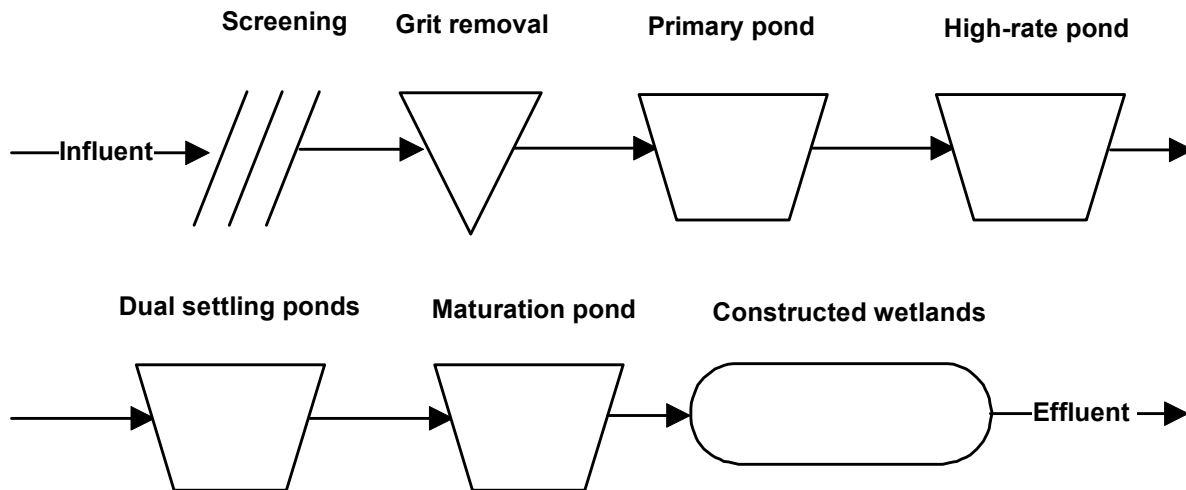 Screening
Grit removal
Primary pond
High-rate pond
Influent
Dual settling ponds
Maturation pond
Constructed wetlands
Effluent